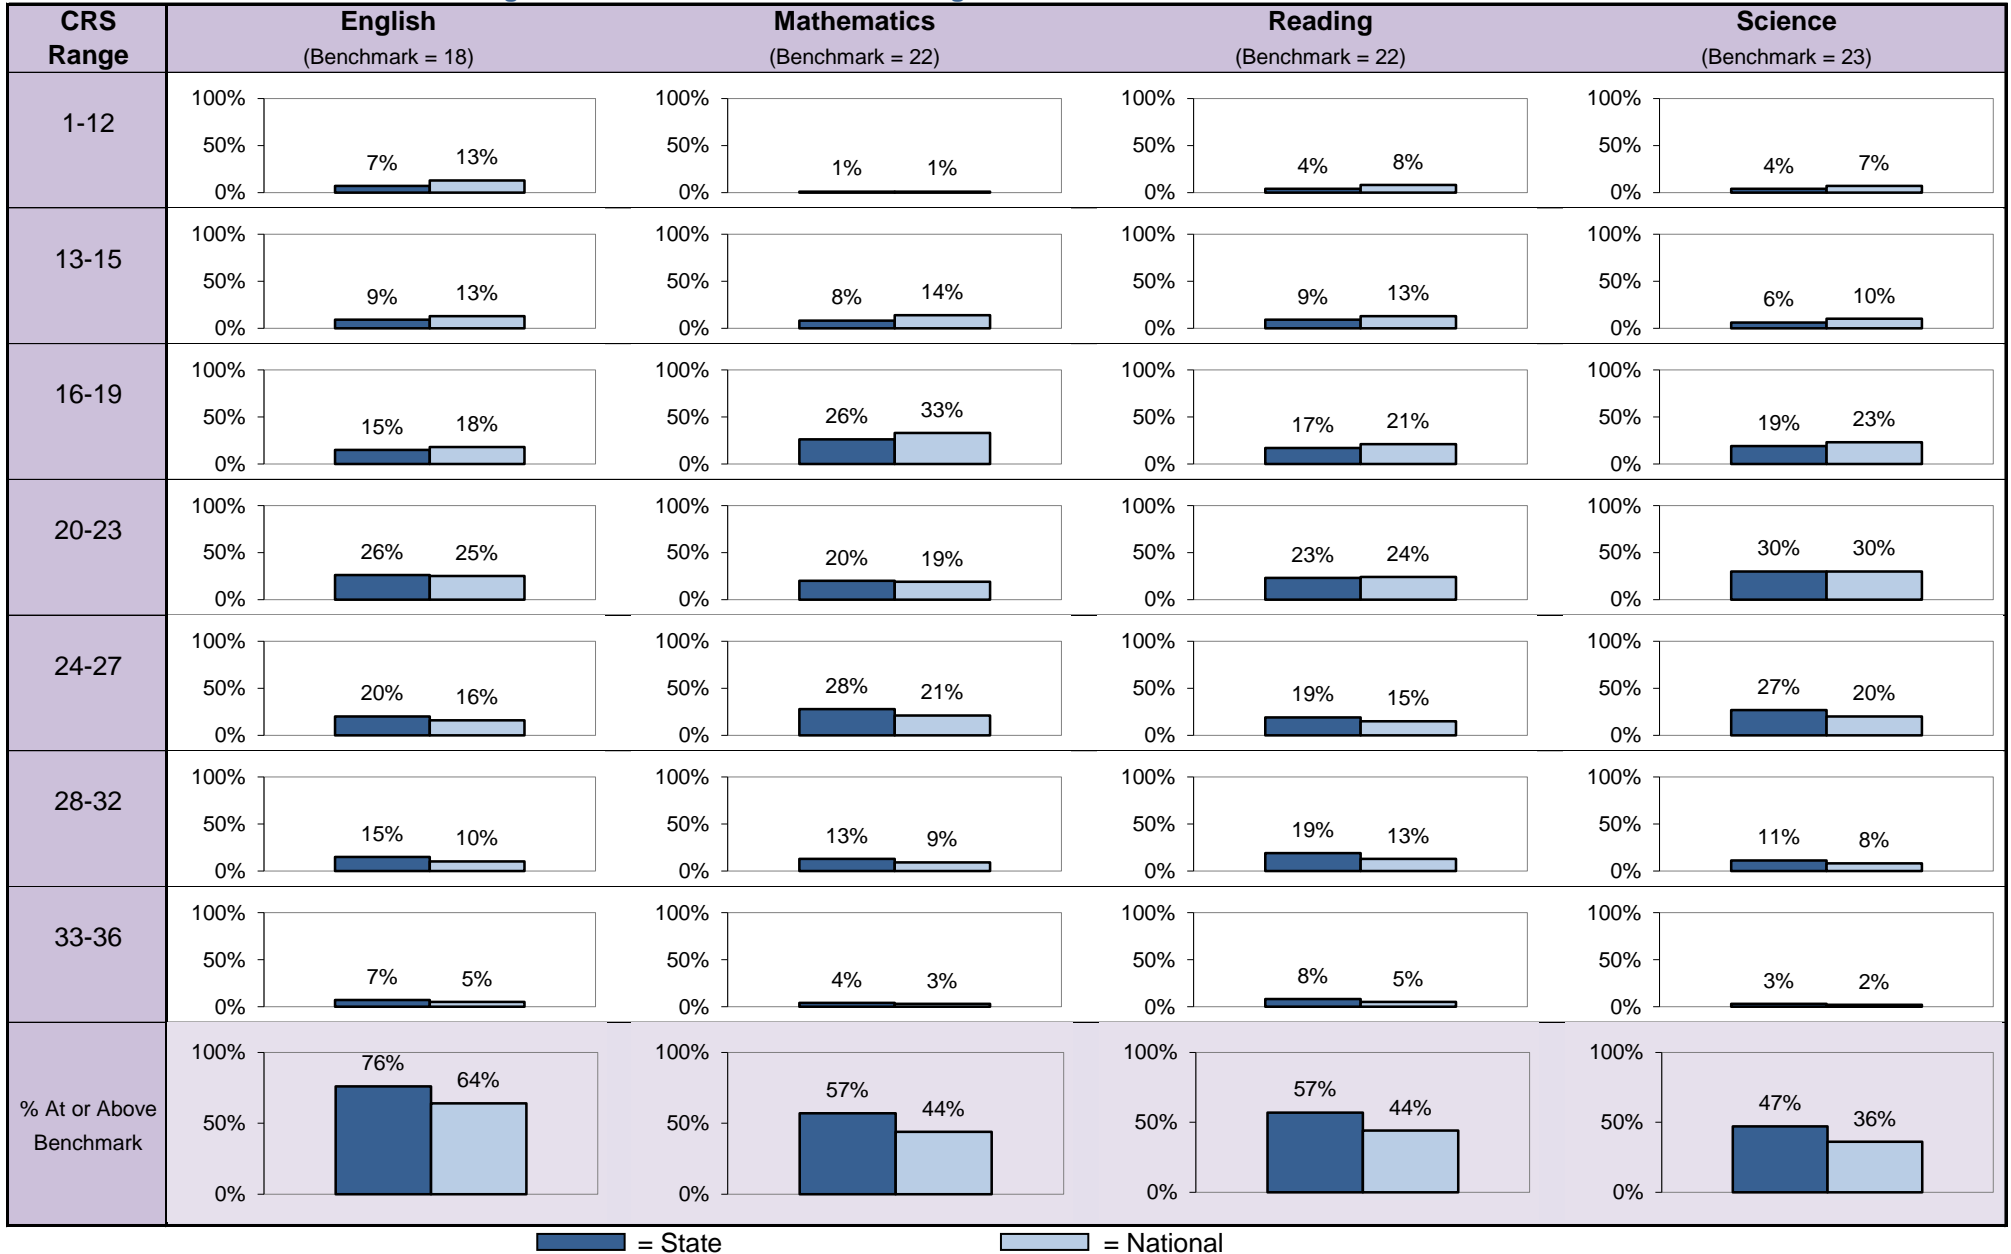 CRS Range
English
Mathematics
Reading
Science
(Benchmark = 18)
(Benchmark = 22)
(Benchmark = 22)
(Benchmark = 23)
1-12
100% 50% 0% 7% 13%
100% 50% 0% 1% 1%
100% 50% 0% 4% 8%
100% 50% 0% 4% 7%
13-15
100% 50% 0% 9% 13%
100% 50% 0% 8% 14%
100% 50% 0% 9% 13%
100% 50% 0% 6% 10%
16-19
100% 50% 0% 15% 18%
100% 50% 0% 26% 33%
100% 50% 0% 17% 21%
100% 50% 0% 19% 23%
20-23
100% 50% 0% 26% 25%
100% 50% 0% 20% 19%
100% 50% 0% 23% 24%
100% 50% 0% 30% 30%
24-27
100% 50% 0% 20% 16%
100% 50% 0% 28% 21%
100% 50% 0% 19% 15%
100% 50% 0% 27% 20%
28-32
100% 50% 0% 15% 10%
100% 50% 0% 13% 9%
100% 50% 0% 19% 13%
100% 50% 0% 11% 8%
33-36
100% 50% 0% 7% 5%
100% 50% 0% 4% 3%
100% 50% 0% 8% 5%
100% 50% 0% 3% 2%
% At or Above
Benchmark
100% 50% 0% 76% 64%
100% 50% 0% 57% 44%
100% 50% 0% 57% 44%
100% 50% 0% 47% 36%
= State
= National